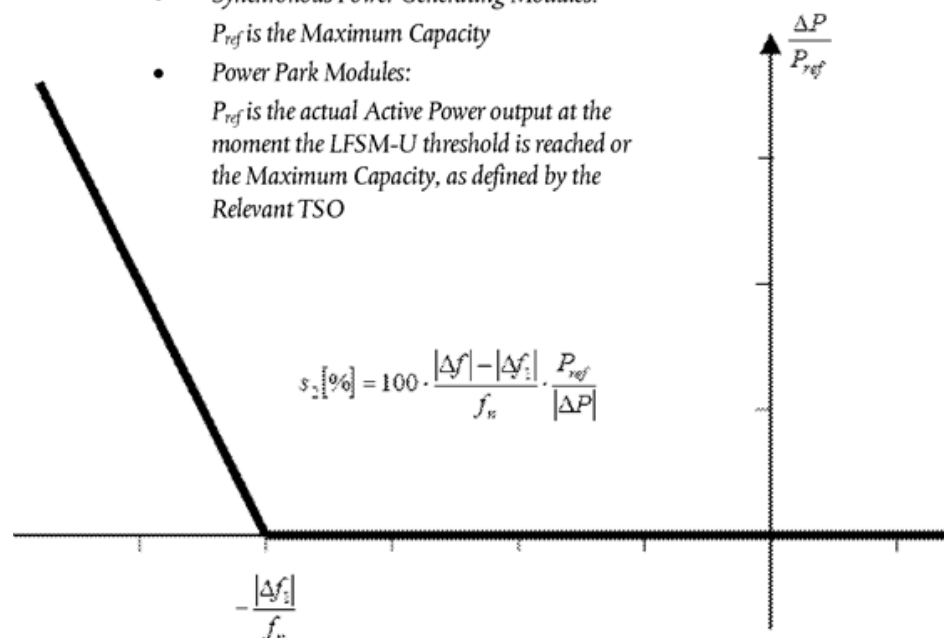 Synchronous Power Generating Modules:
P_ref is the Maximum Capacity
• Power Park Modules:
P_ref is the actual Active Power output at the
moment the LFSM-U threshold is reached or
the Maximum Capacity, as defined by the
Relevant TSO
ΔP / P_ref
s_2[%] = 100 · (|Δf| − |Δf_1|) / f_n · P_ref / |ΔP|
− |Δf_1| / f_n